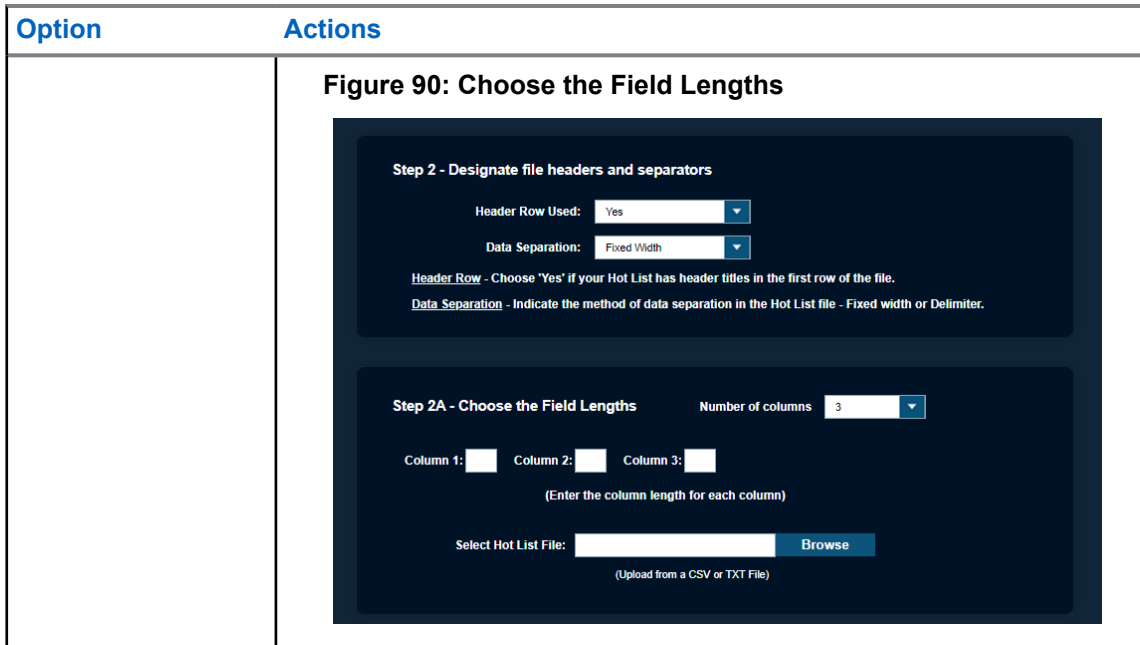 Option Actions
Figure 90: Choose the Field Lengths
Step 2 - Designate file headers and separators
Header Row Used: Yes
Data Separation: Fixed Width
Header Row - Choose 'Yes' if your Hot List has header titles in the first row of the file.
Data Separation - Indicate the method of data separation in the Hot List file - Fixed width or Delimiter.
Step 2A - Choose the Field Lengths Number of columns 3
Column 1: Column 2: Column 3:
(Enter the column length for each column)
Select Hot List File: Browse
(Upload from a CSV or TXT File)